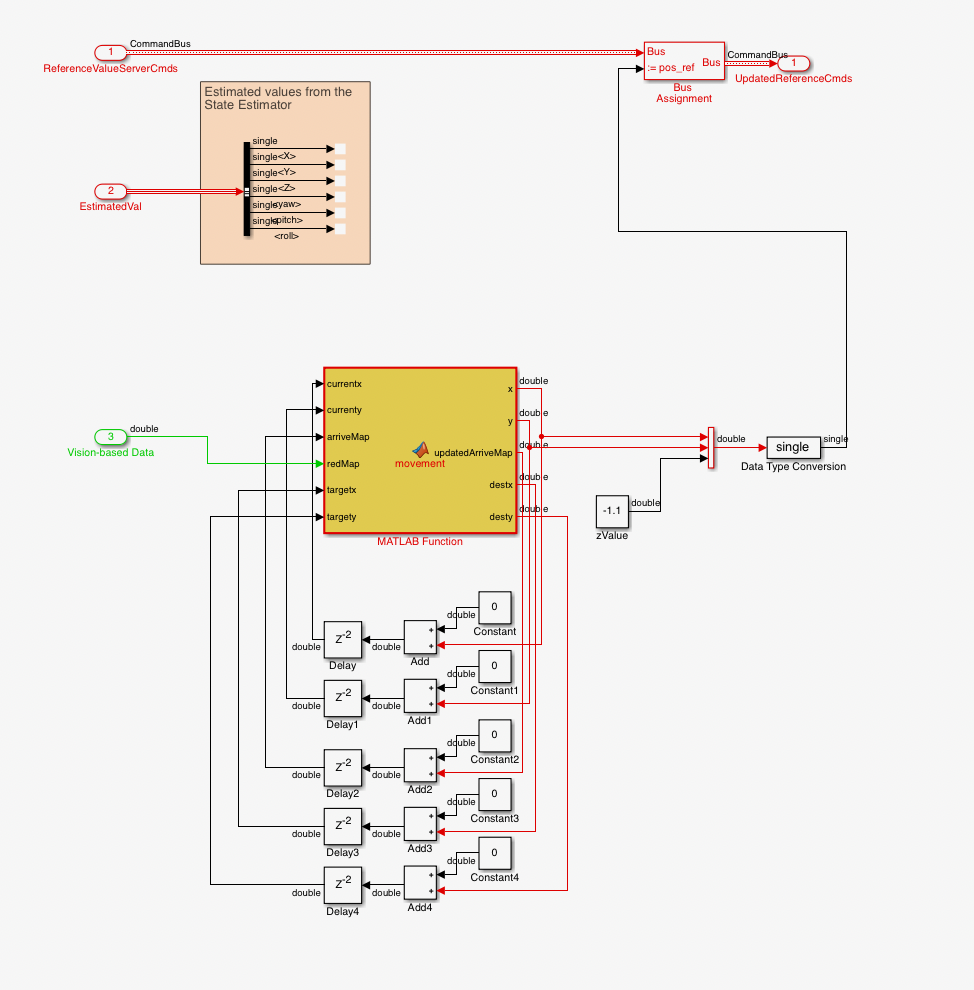 CommandBus
1
ReferenceValueServerCmds
Bus
:= pos_ref
Bus
Bus
Assignment
CommandBus
1
UpdatedReferenceCmds
Estimated values from the
State Estimator
single
single<X>
single<Y>
single<Z>
single<yaw>
single<pitch>
<roll>
2
EstimatedVal
currentx
currenty
arriveMap
redMap
targetx
targety
movement
x
y
updatedArriveMap
destx
desty
MATLAB Function
double
double
double
double
double
3
double
Vision-based Data
double
single
single
Data Type Conversion
-1.1
double
zValue
0
double
Constant
+
+
Add
double
Z-2
double
Delay
0
double
Constant1
+
+
Add1
double
Z-2
double
Delay1
0
double
Constant2
+
+
Add2
double
Z-2
double
Delay2
0
double
Constant3
+
+
Add3
double
Z-2
double
Delay3
0
double
Constant4
+
+
Add4
double
Z-2
double
Delay4